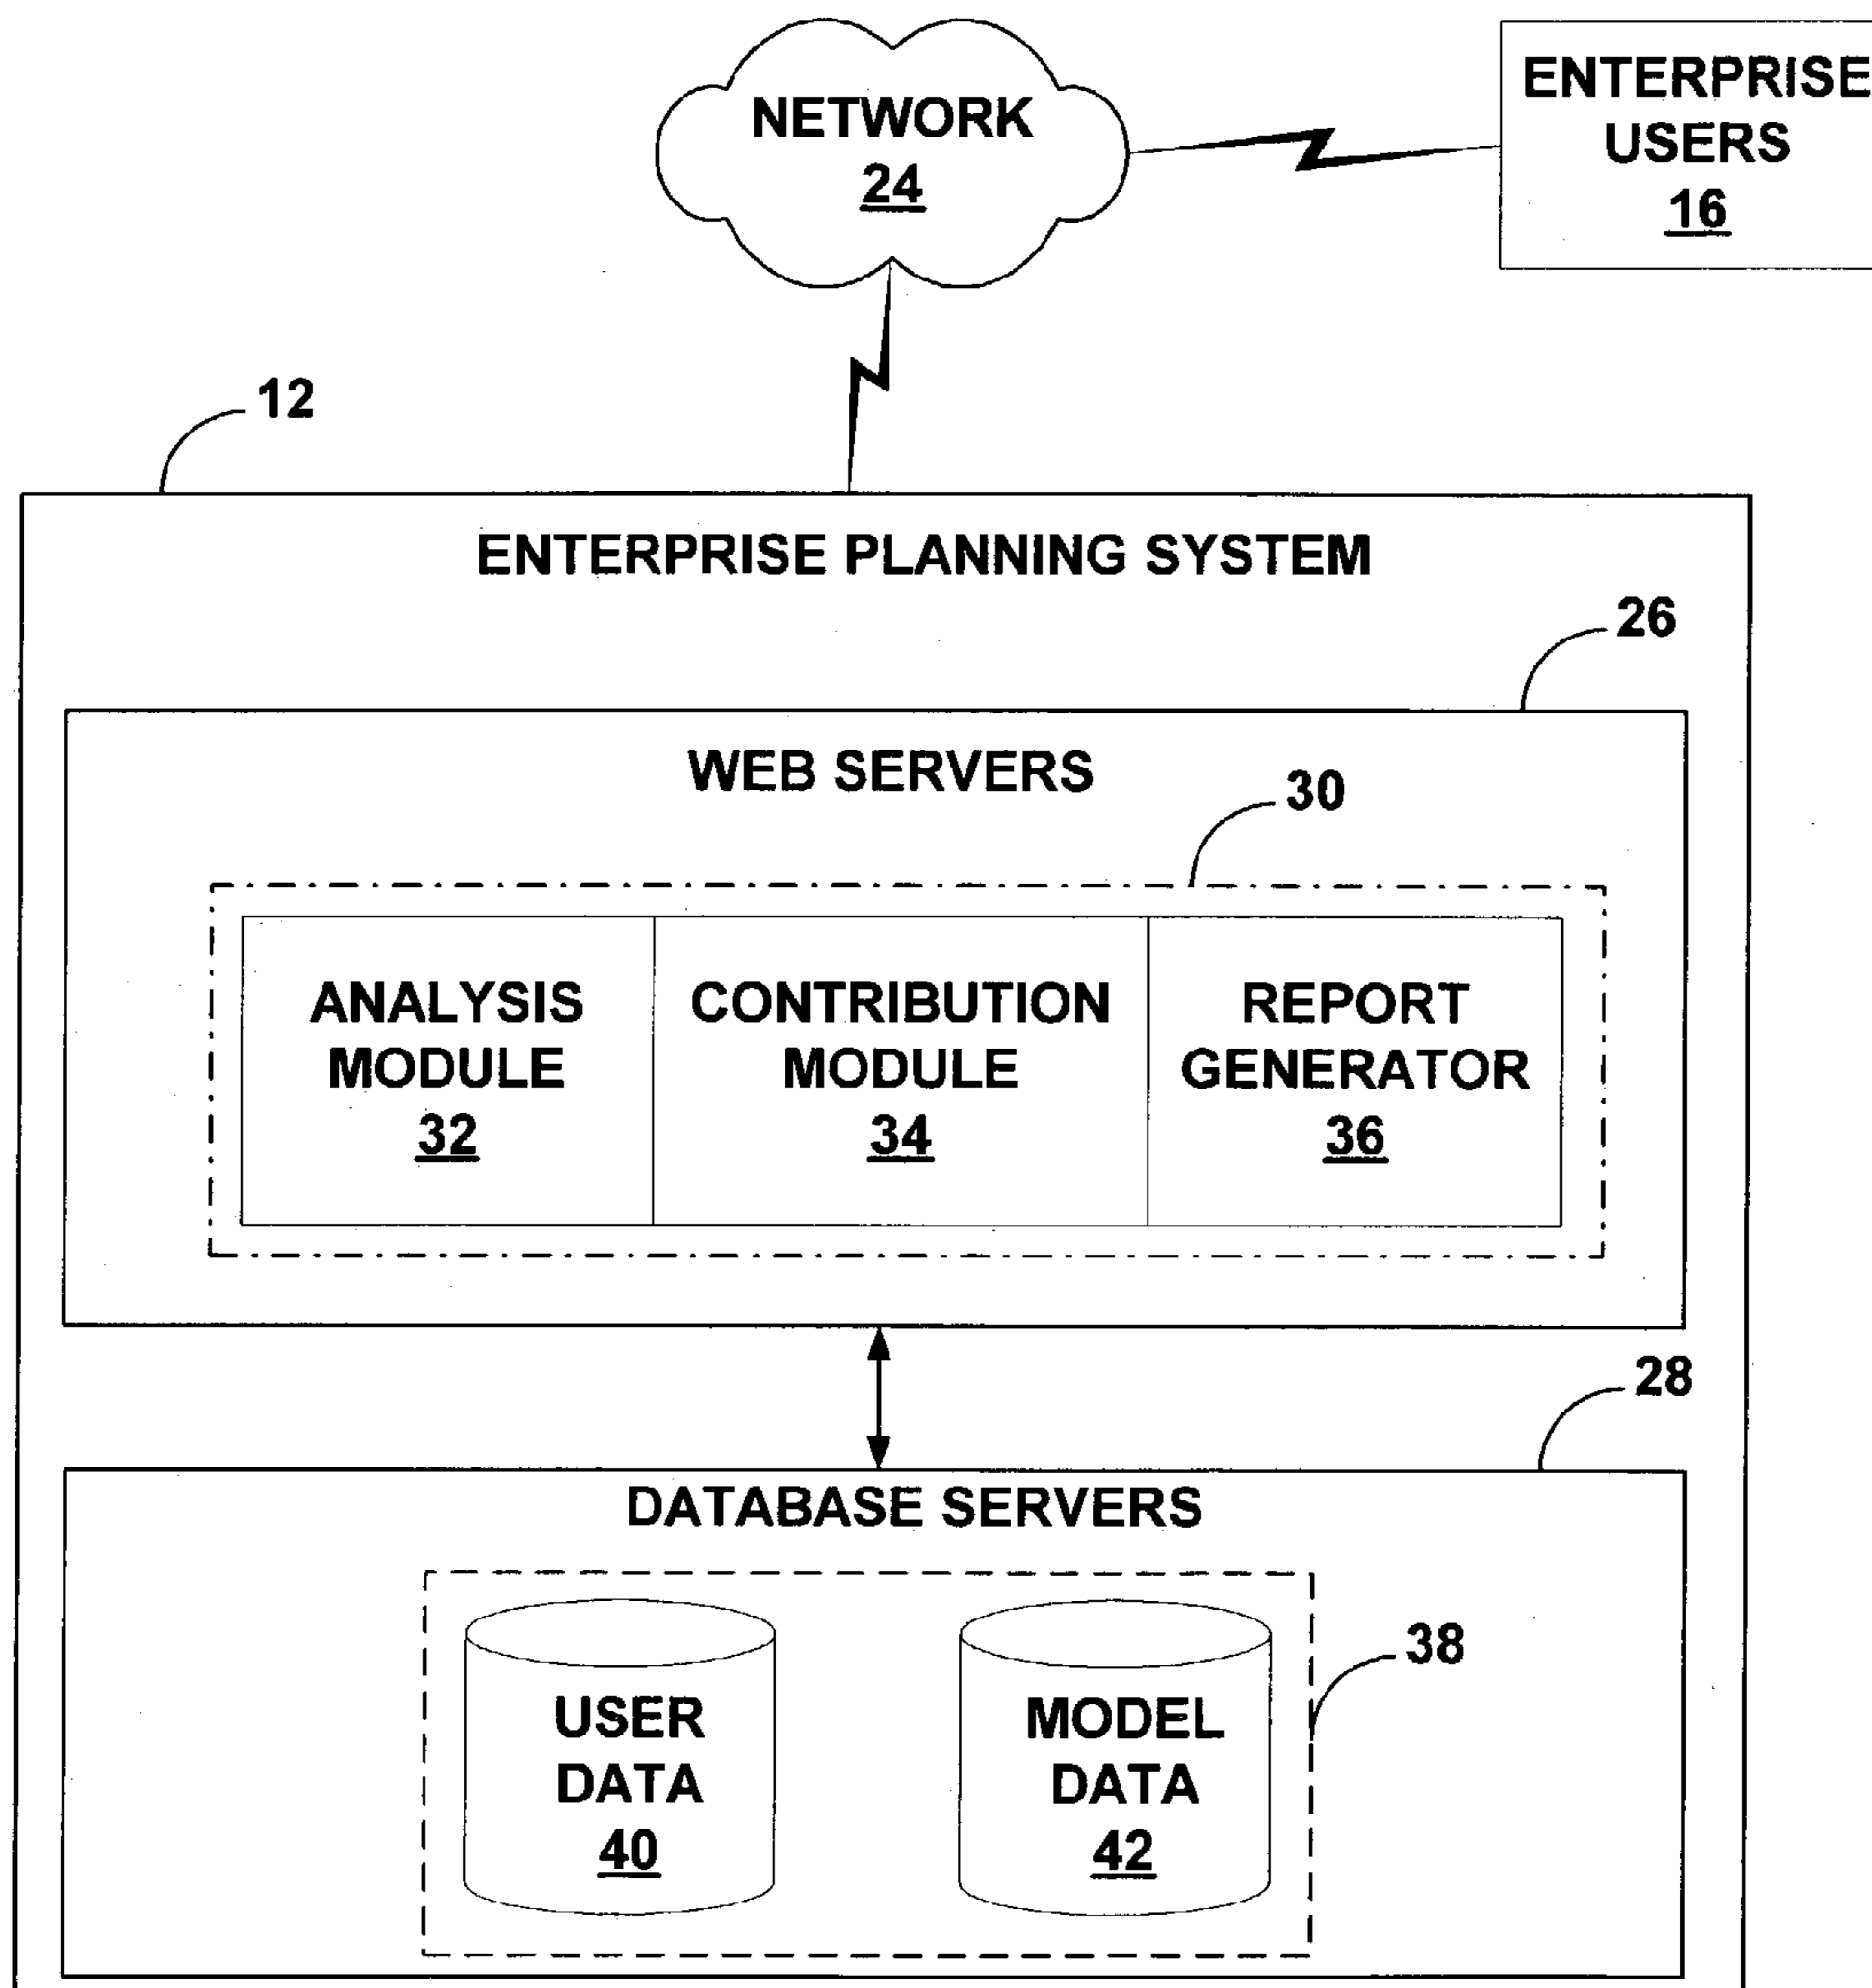 NETWORK
24
ENTERPRISE
USERS
16
12
ENTERPRISE PLANNING SYSTEM
26
WEB SERVERS
30
ANALYSIS
MODULE
32
CONTRIBUTION
MODULE
34
REPORT
GENERATOR
36
28
DATABASE SERVERS
38
USER
DATA
40
MODEL
DATA
42